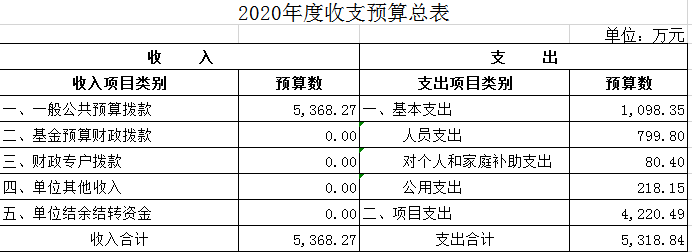 2020年度收支预算总表
单位：万元
收 入 支 出
收入项目类别 预算数 支出项目类别 预算数
一、一般公共预算拨款 5,368.27 一、基本支出 1,098.35
二、基金预算财政拨款 0.00 人员支出 799.80
三、财政专户拨款 0.00 对个人和家庭补助支出 80.40
四、单位其他收入 0.00 公用支出 218.15
五、单位结余结转资金 0.00 二、项目支出 4,220.49
收入合计 5,368.27 支出合计 5,318.84